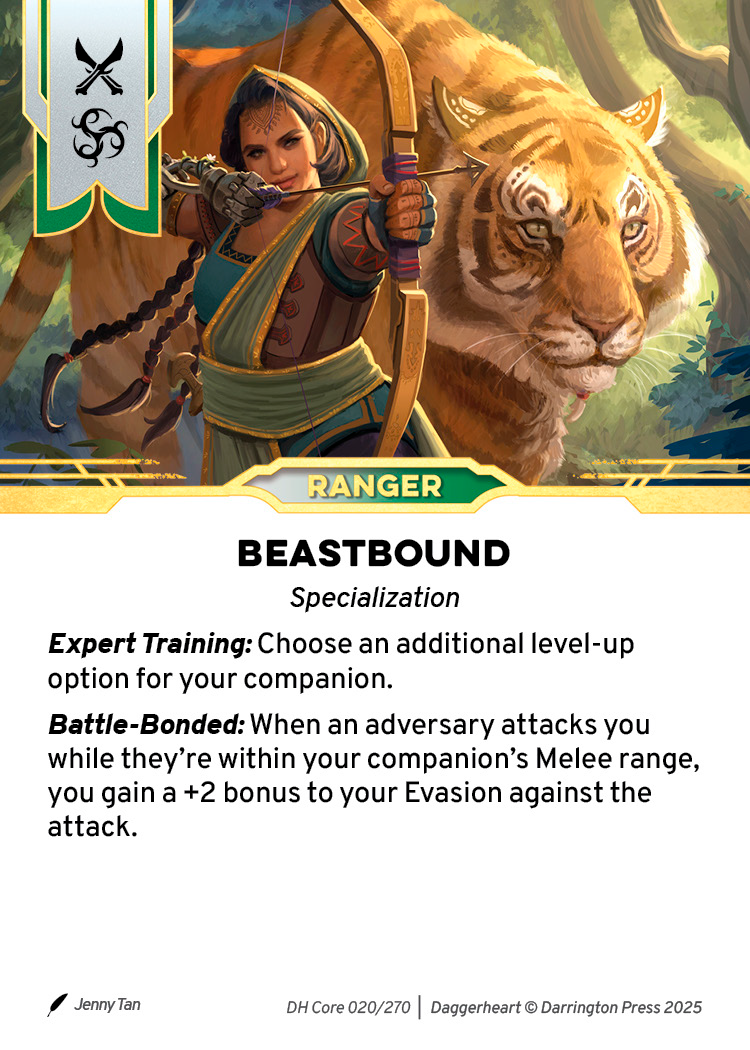 RANGER
BEASTBOUND
Specialization
Expert Training: Choose an additional level-up
option for your companion.
Battle-Bonded: When an adversary attacks you
while they’re within your companion’s Melee range,
you gain a +2 bonus to your Evasion against the
attack.
Jenny Tan
DH Core 020/270 | Daggerheart © Darrington Press 2025